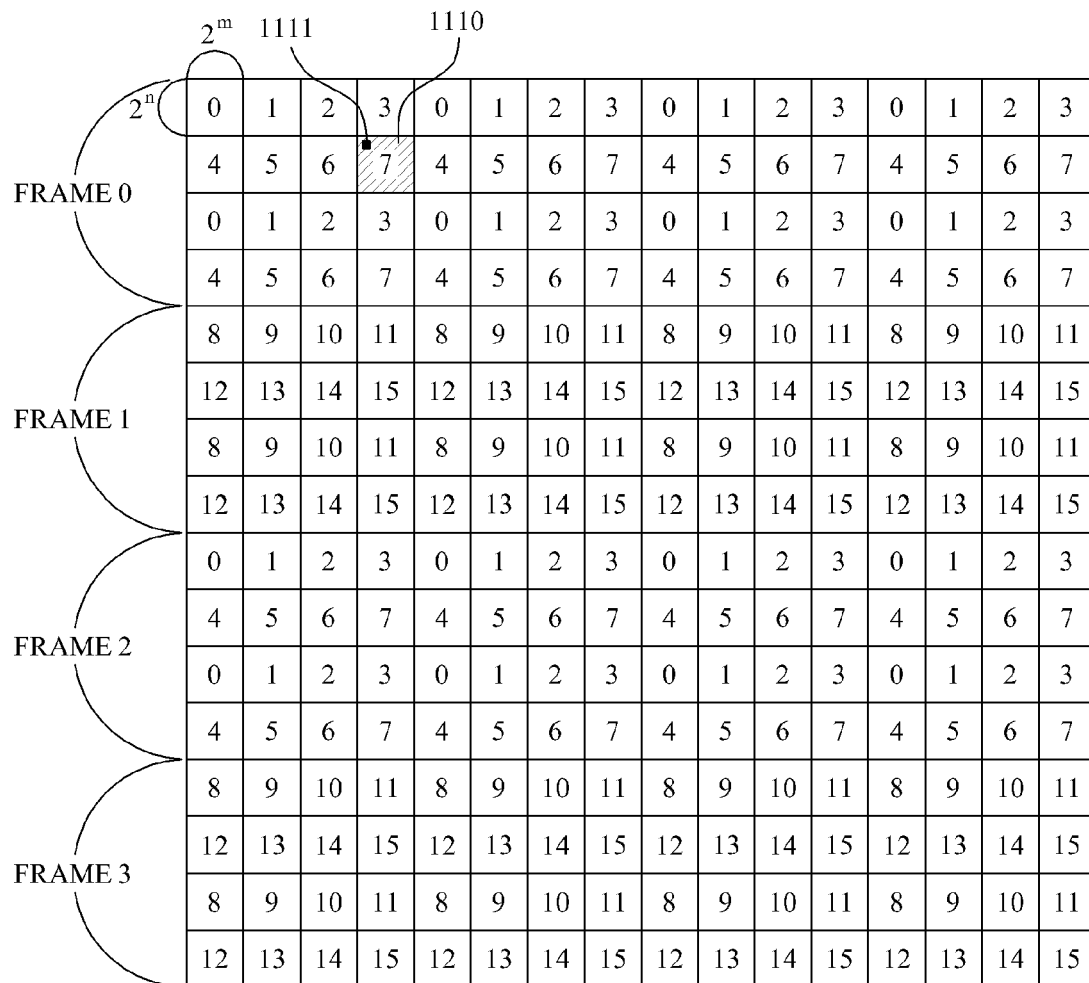 2^m 1111 1110
2^n
0 1 2 3 0 1 2 3 0 1 2 3 0 1 2 3
4 5 6 7 4 5 6 7 4 5 6 7 4 5 6 7
FRAME 0
0 1 2 3 0 1 2 3 0 1 2 3 0 1 2 3
4 5 6 7 4 5 6 7 4 5 6 7 4 5 6 7
8 9 10 11 8 9 10 11 8 9 10 11 8 9 10 11
12 13 14 15 12 13 14 15 12 13 14 15 12 13 14 15
FRAME 1
8 9 10 11 8 9 10 11 8 9 10 11 8 9 10 11
12 13 14 15 12 13 14 15 12 13 14 15 12 13 14 15
0 1 2 3 0 1 2 3 0 1 2 3 0 1 2 3
4 5 6 7 4 5 6 7 4 5 6 7 4 5 6 7
FRAME 2
0 1 2 3 0 1 2 3 0 1 2 3 0 1 2 3
4 5 6 7 4 5 6 7 4 5 6 7 4 5 6 7
8 9 10 11 8 9 10 11 8 9 10 11 8 9 10 11
12 13 14 15 12 13 14 15 12 13 14 15 12 13 14 15
FRAME 3
8 9 10 11 8 9 10 11 8 9 10 11 8 9 10 11
12 13 14 15 12 13 14 15 12 13 14 15 12 13 14 15